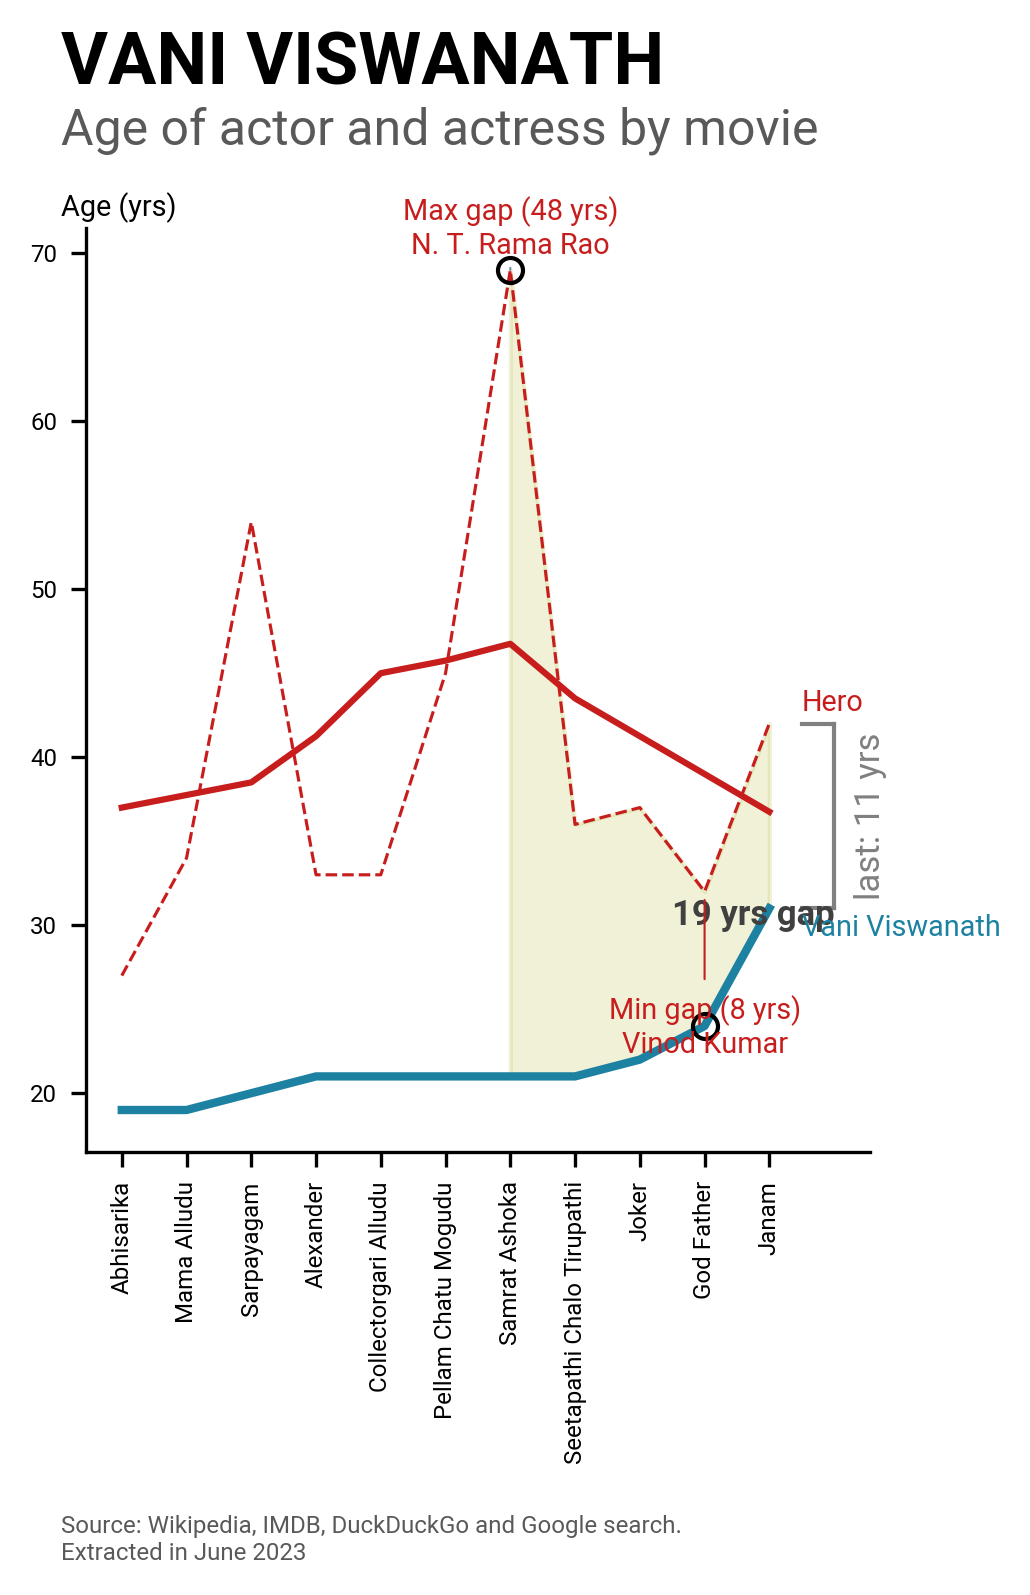 VANI VISWANATH
Age of actor and actress by movie
Age (yrs)
Max gap (48 yrs)
N. T. Rama Rao
70
60
50
40
30
20
Hero
last: 11 yrs
19 yrs gap
Vani Viswanath
Min gap (8 yrs)
Vinod Kumar
Abhisarika
Mama Alludu
Sarpayagam
Alexander
Collectorgari Alludu
Pellam Chatu Mogudu
Samrat Ashoka
Seetapathi Chalo Tirupathi
Joker
God Father
Janam
Source: Wikipedia, IMDB, DuckDuckGo and Google search.
Extracted in June 2023